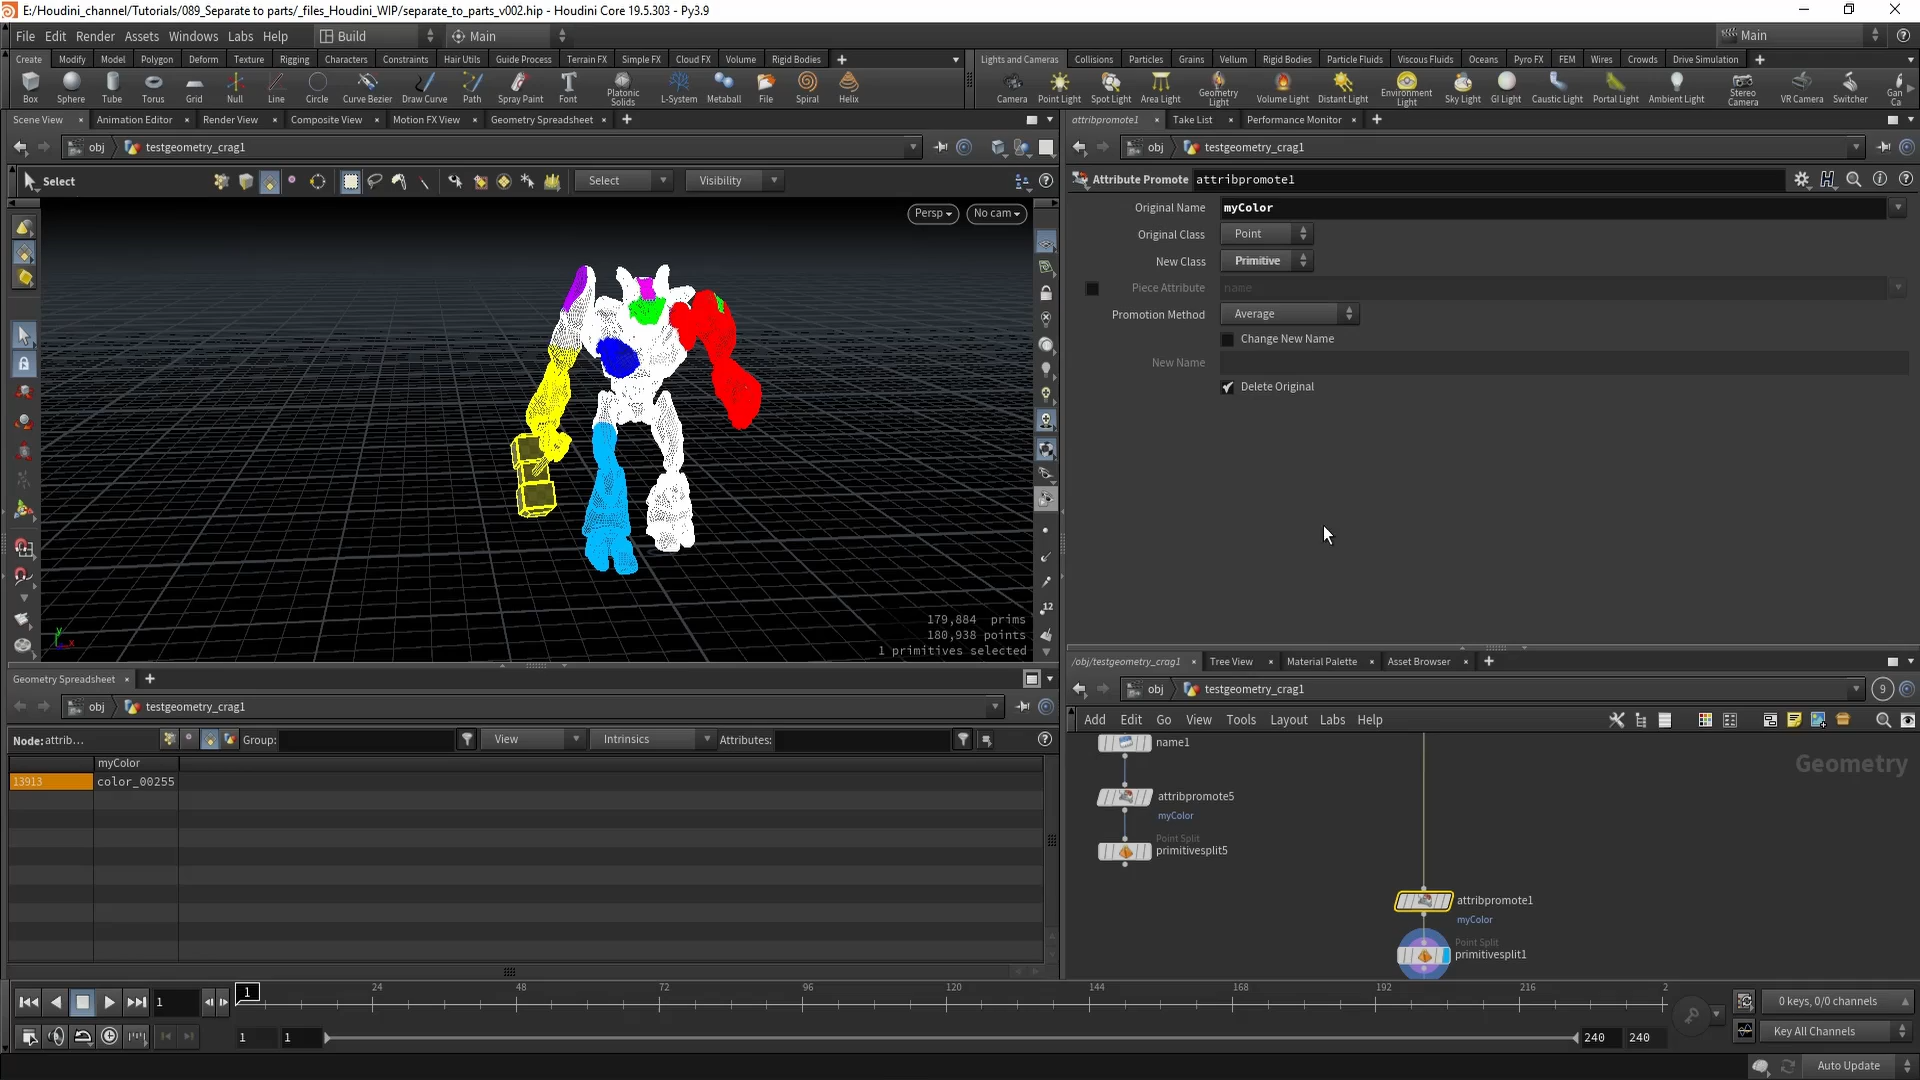 E:/Houdini_channel/Tutorials/089_Separate to parts/_files_Houdini_WIP/separate_to_parts_v002.hip - Houdini Core 19.5.303 - Py3.9
File Edit Render Assets Windows Labs Help Build Main Main
Create Modify Model Polygon Deform Texture Rigging Characters Constraints Hair Utils Guide Process Terrain FX Simple FX Cloud FX Volume Rigid Bodies
Lights and Cameras Collisions Particles Grains Vellum Rigid Bodies Particle Fluids Viscous Fluids Oceans Pyro FX FEM Wires Crowds Drive Simulation
Box Sphere Tube Torus Grid Null Line Circle Curve Bezier Draw Curve Path Spray Paint Font Platonic Solids L-System Metaball File Spiral Helix
Camera Point Light Spot Light Area Light Geometry Light Volume Light Distant Light Environment Light Sky Light GI Light Caustic Light Portal Light Ambient Light Stereo Camera VR Camera Switcher Gan Ca
Scene View Animation Editor Render View Composite View Motion FX View Geometry Spreadsheet
attribpromote1 Take List Performance Monitor
obj testgeometry_crag1
obj testgeometry_crag1
Select Select Visibility
Attribute Promote attribpromote1
Persp No cam
Original Name myColor
Original Class Point
New Class Primitive
Piece Attribute name
Promotion Method Average
Change New Name
New Name
Delete Original
179,884 prims
180,938 points
1 primitives selected
12
Geometry Spreadsheet
obj testgeometry_crag1
Node: attrib... Group: View Intrinsics Attributes:
myColor
13913 color_00255
/obj/testgeometry_crag1 Tree View Material Palette Asset Browser
obj testgeometry_crag1 9
Add Edit Go View Tools Layout Labs Help
Geometry
name1
attribpromote5
myColor
Point Split
primitivesplit5
attribpromote1
myColor
Point Split
primitivesplit1
1 1 24 48 72 96 120 144 168 192 216 2
0 keys, 0/0 channels
1 1 240 240
Key All Channels
Auto Update